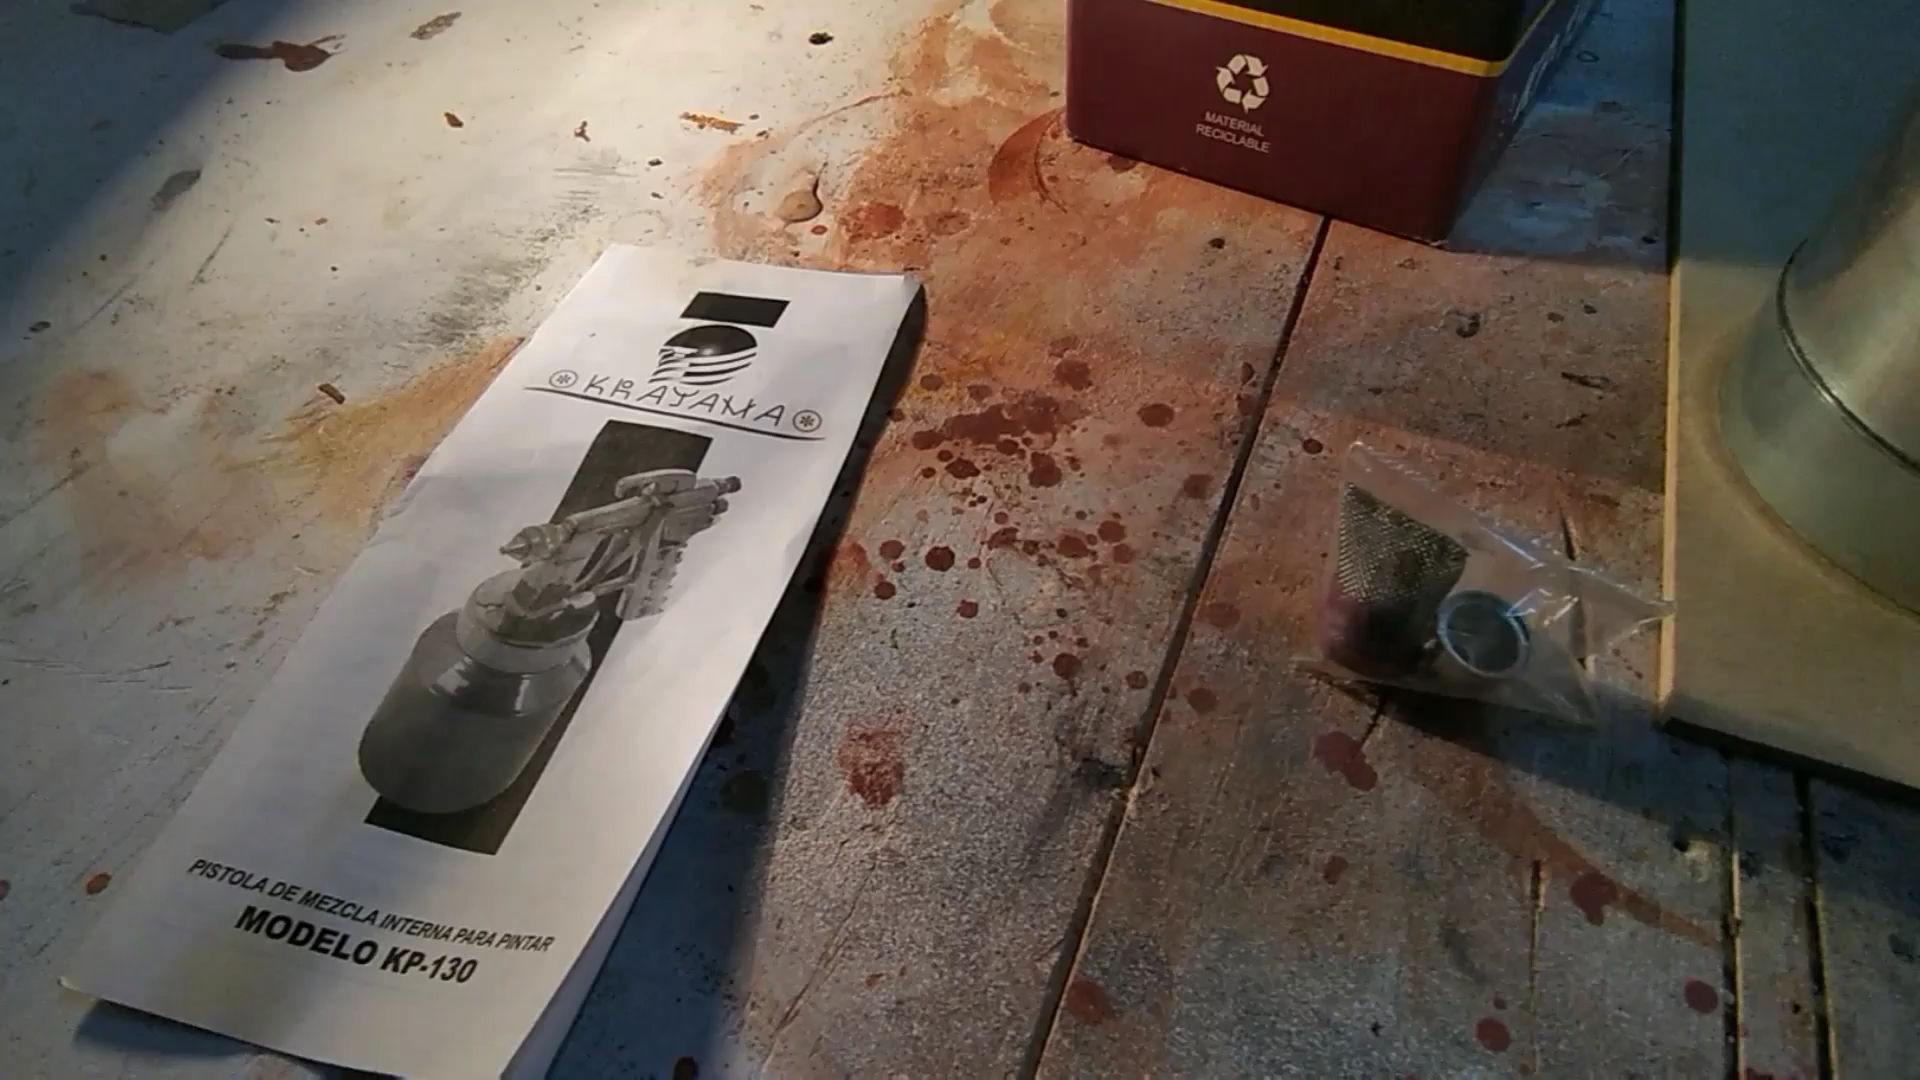 MATERIAL
RECICLABLE
KRAYAMA
PISTOLA DE MEZCLA INTERNA PARA PINTAR
MODELO KP-130